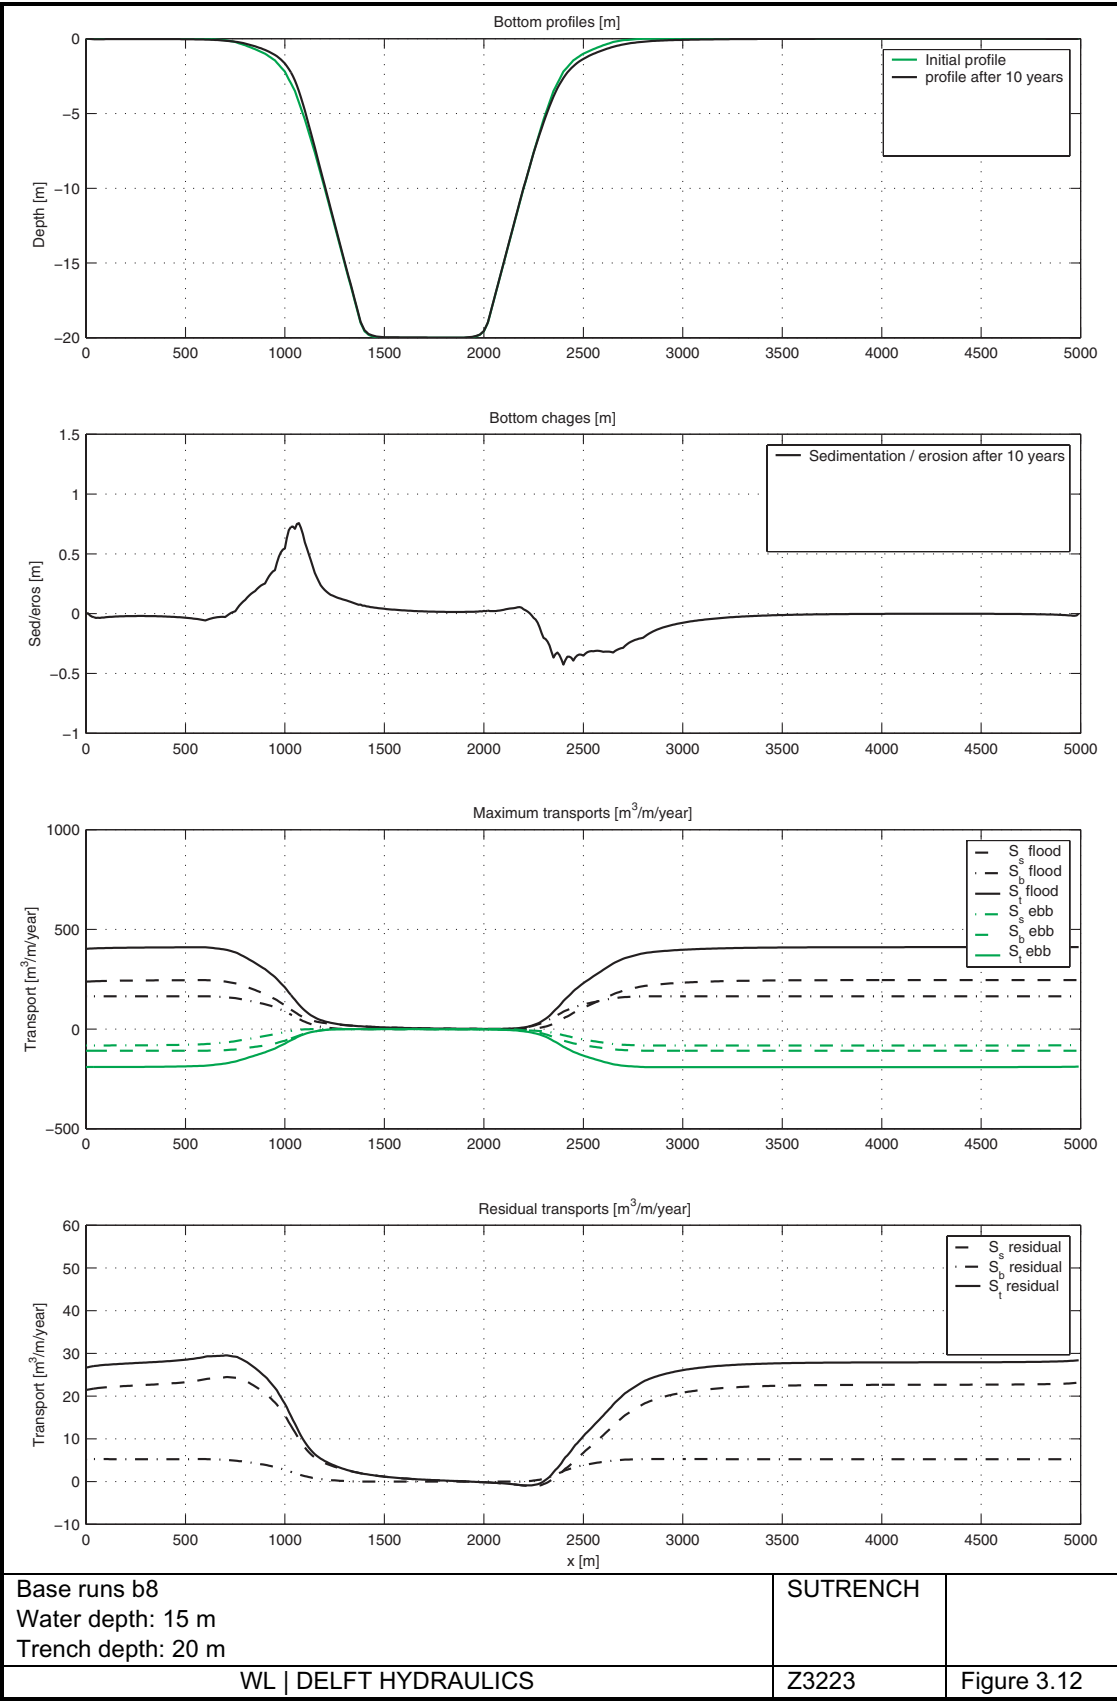 Bottom profiles [m]
Initial profile
profile after 10 years
Depth [m]
0
−5
−10
−15
−20
0 500 1000 1500 2000 2500 3000 3500 4000 4500 5000
Bottom chages [m]
Sedimentation / erosion after 10 years
Sed/eros [m]
1.5
1
0.5
0
−0.5
−1
0 500 1000 1500 2000 2500 3000 3500 4000 4500 5000
Maximum transports [m3/m/year]
Ss flood
Sb flood
St flood
Ss ebb
Sb ebb
St ebb
Transport [m3/m/year]
1000
500
0
−500
0 500 1000 1500 2000 2500 3000 3500 4000 4500 5000
Residual transports [m3/m/year]
Ss residual
Sb residual
St residual
Transport [m3/m/year]
60
50
40
30
20
10
0
−10
0 500 1000 1500 2000 2500 3000 3500 4000 4500 5000
x [m]
Base runs b8
Water depth: 15 m
Trench depth: 20 m
SUTRENCH
WL | DELFT HYDRAULICS
Z3223
Figure 3.12